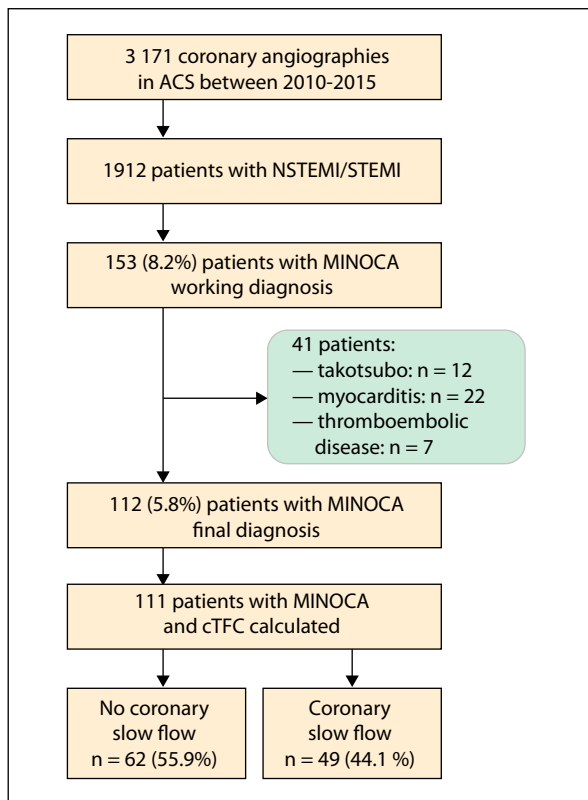 3 171 coronary angiographies
in ACS between 2010-2015
1912 patients with NSTEMI/STEMI
153 (8.2%) patients with MINOCA
working diagnosis
41 patients:
— takotsubo: n = 12
— myocarditis: n = 22
— thromboembolic
disease: n = 7
112 (5.8%) patients with MINOCA
final diagnosis
111 patients with MINOCA
and cTFC calculated
No coronary
slow flow
n = 62 (55.9%)
Coronary
slow flow
n = 49 (44.1 %)